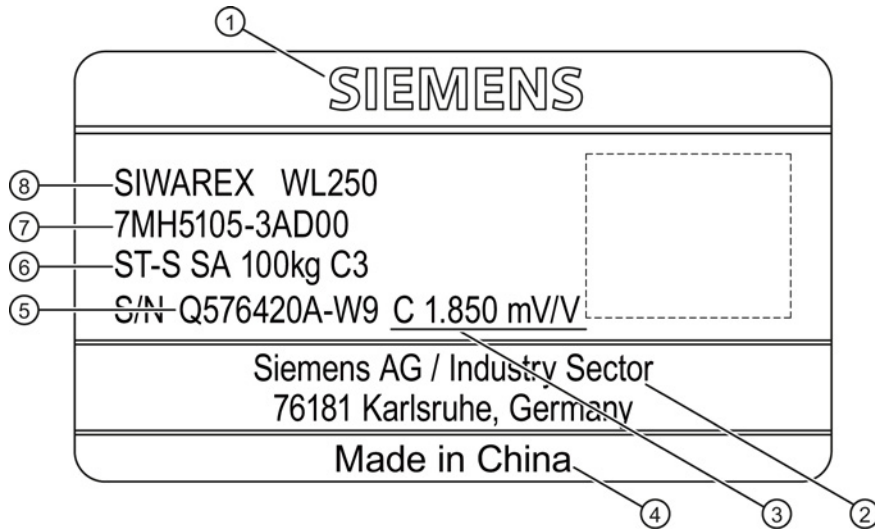 ①
SIEMENS
⑧ SIWAREX WL250
⑦ 7MH5105-3AD00
⑥ ST-S SA 100kg C3
⑤ S/N Q576420A-W9 C 1.850 mV/V
Siemens AG / Industry Sector
76181 Karlsruhe, Germany
Made in China
④ ③ ②